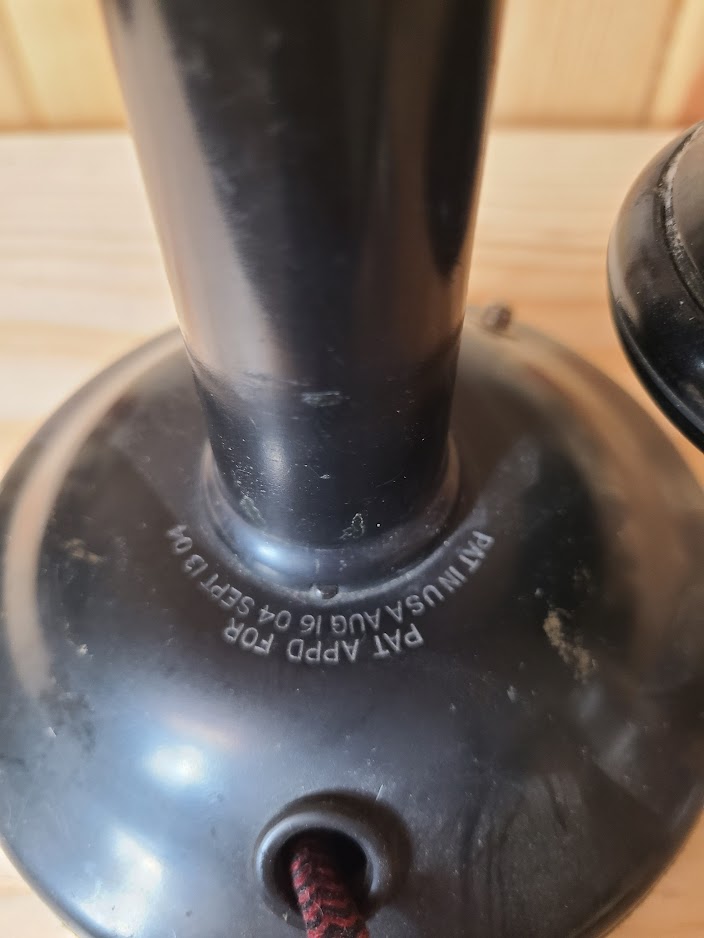 PAT IN USA AUG 16 04 SEPT 13 04
PAT APPD FOR